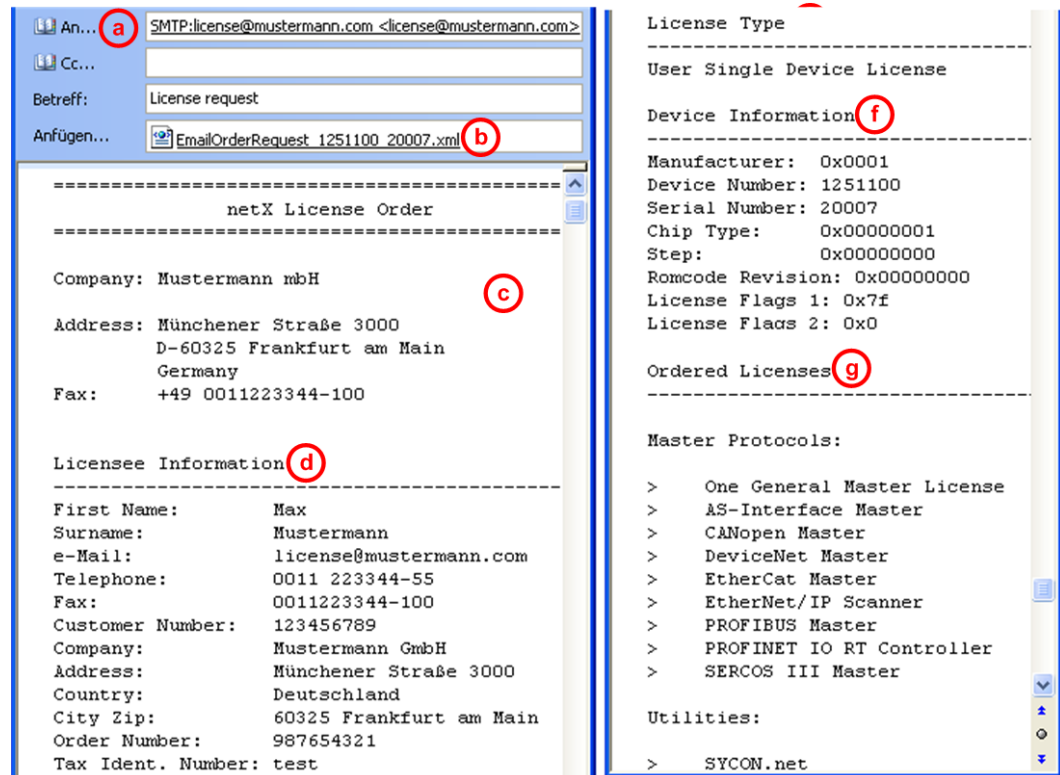 An... a SMTP:license@mustermann.com <license@mustermann.com>
Cc...
Betreff: License request
Anfügen... EmailOrderRequest_1251100_20007.xml b
============================================
netX License Order
============================================
Company: Mustermann mbH
c
Address: Münchener Straße 3000
D-60325 Frankfurt am Main
Germany
Fax: +49 0011223344-100
Licensee Information d
--------------------------------------------
First Name: Max
Surname: Mustermann
e-Mail: license@mustermann.com
Telephone: 0011 223344-55
Fax: 0011223344-100
Customer Number: 123456789
Company: Mustermann GmbH
Address: Münchener Straße 3000
Country: Deutschland
City Zip: 60325 Frankfurt am Main
Order Number: 987654321
Tax Ident. Number: test
License Type
---------------------------------
User Single Device License
Device Information f
---------------------------------
Manufacturer: 0x0001
Device Number: 1251100
Serial Number: 20007
Chip Type: 0x00000001
Step: 0x00000000
Romcode Revision: 0x00000000
License Flags 1: 0x7f
License Flags 2: 0x0
Ordered Licenses g
---------------------------------
Master Protocols:
> One General Master License
> AS-Interface Master
> CANopen Master
> DeviceNet Master
> EtherCat Master
> EtherNet/IP Scanner
> PROFIBUS Master
> PROFINET IO RT Controller
> SERCOS III Master
Utilities:
> SYCON.net